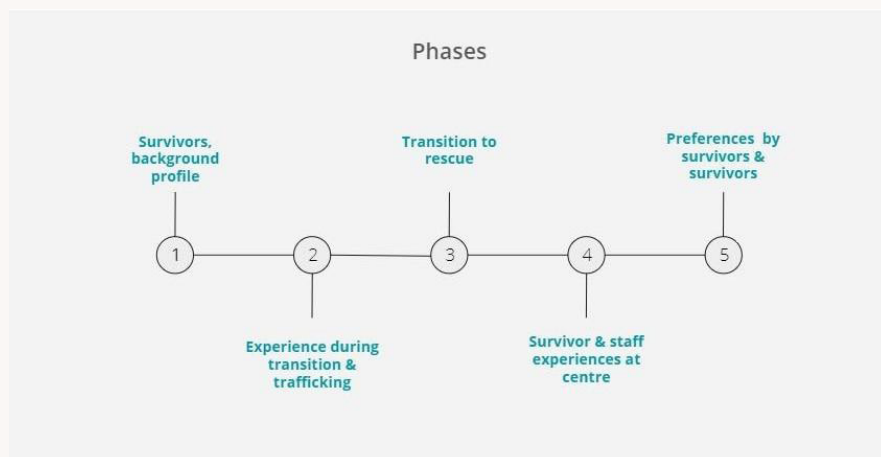 Phases
Survivors,
background
profile
Transition to
rescue
Preferences by
survivors &
survivors
1
2
3
4
5
Experience during
transition &
trafficking
Survivor & staff
experiences at
centre